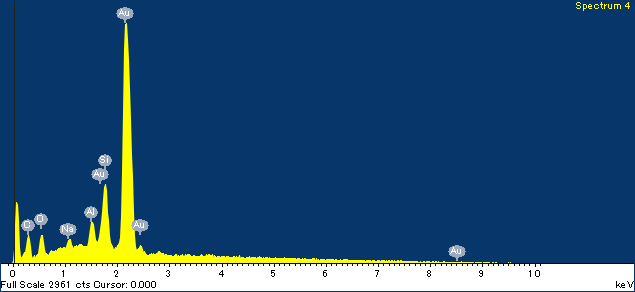 Spectrum 4
Au
Si
Au
Al
O
Na
Au
Au
0 1 2 3 4 5 6 7 8 9 10
Full Scale 2961 cts Cursor: 0.000 keV